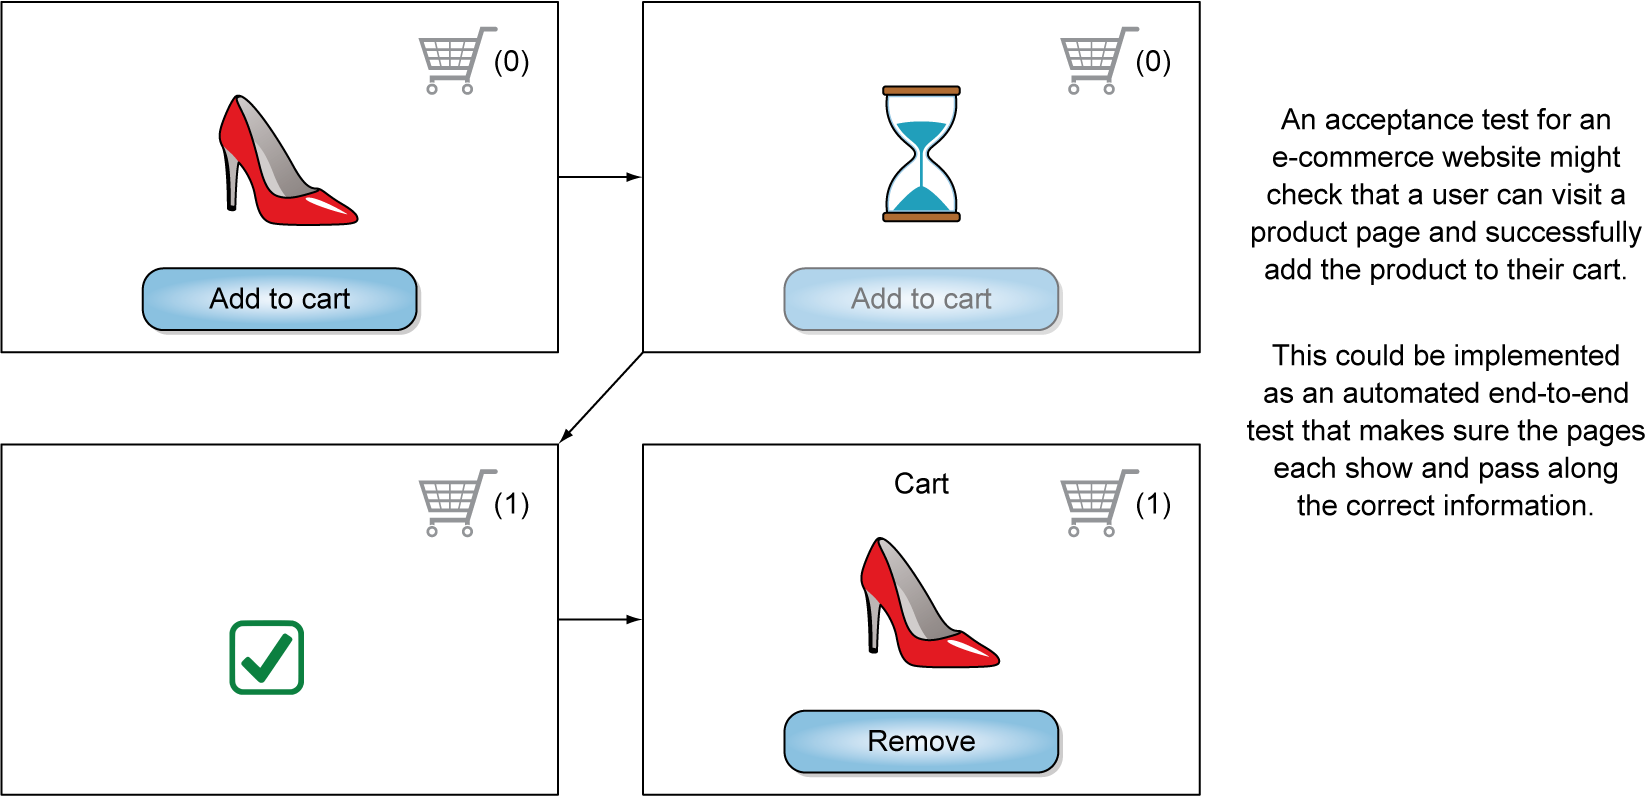 (0)
Add to cart
(0)
Add to cart
(1)
Cart
(1)
Remove
An acceptance test for an
e-commerce website might
check that a user can visit a
product page and successfully
add the product to their cart.
This could be implemented
as an automated end-to-end
test that makes sure the pages
each show and pass along
the correct information.